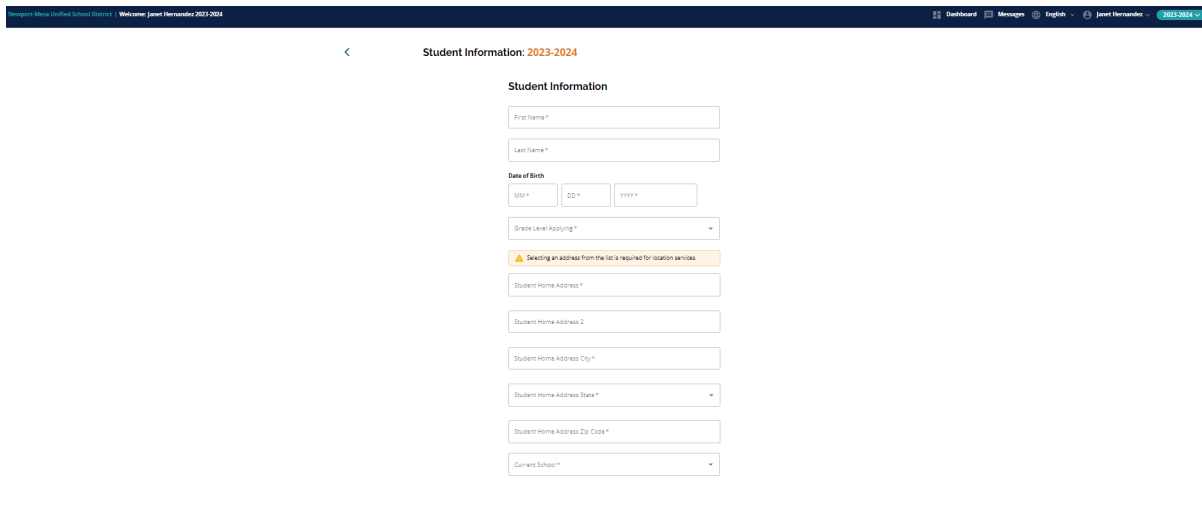 Newport-Mesa Unified School District | Welcome: Janet Hernandez 2023-2024
Dashboard Messages English Janet Hernandez 2023-2024
Student Information: 2023-2024
Student Information
First Name *
Last Name *
Date of Birth
MM * DD * YYYY *
Grade Level Applying *
Selecting an address from the list is required for location services.
Student Home Address *
Student Home Address 2
Student Home Address City *
Student Home Address State *
Student Home Address Zip Code *
Current School *